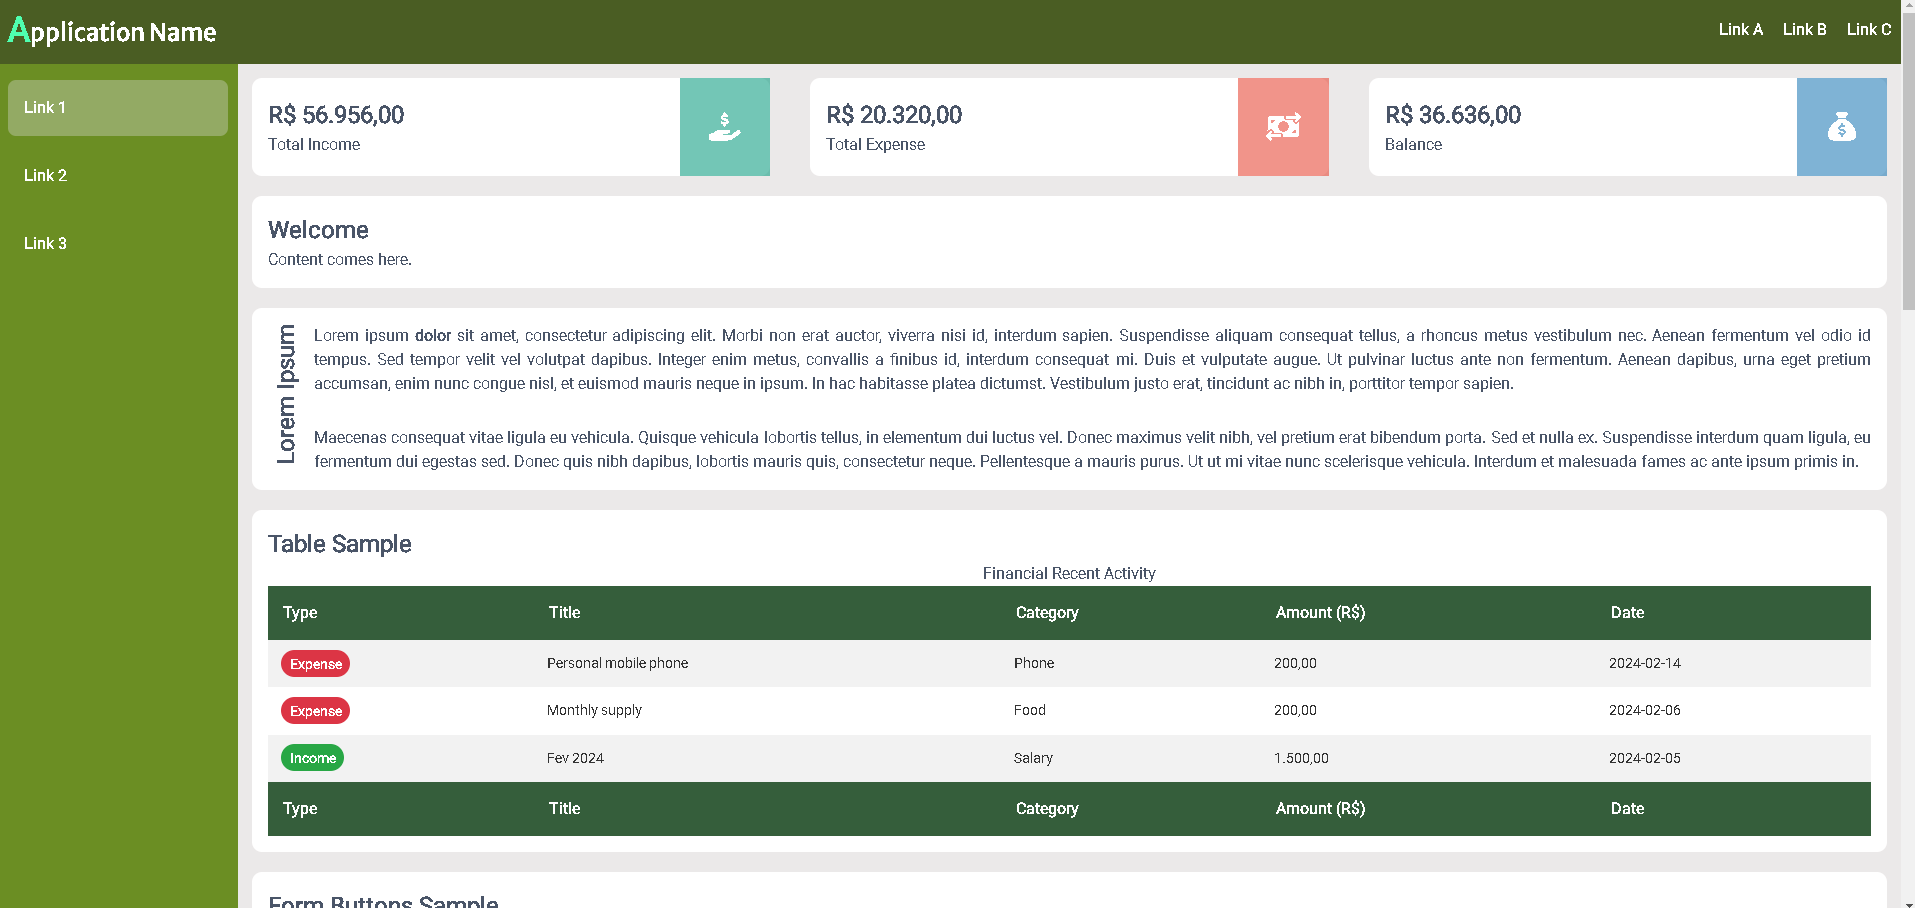 Application Name
Link A Link B Link C
Link 1
Link 2
Link 3
R$ 56.956,00
Total Income
R$ 20.320,00
Total Expense
R$ 36.636,00
Balance
Welcome
Content comes here.
Lorem Ipsum
Lorem ipsum dolor sit amet, consectetur adipiscing elit. Morbi non erat auctor, viverra nisi id, interdum sapien. Suspendisse aliquam consequat tellus, a rhoncus metus vestibulum nec. Aenean fermentum vel odio id
tempus. Sed tempor velit vel volutpat dapibus. Integer enim metus, convallis a finibus id, interdum consequat mi. Duis et vulputate augue. Ut pulvinar luctus ante non fermentum. Aenean dapibus, urna eget pretium
accumsan, enim nunc congue nisl, et euismod mauris neque in ipsum. In hac habitasse platea dictumst. Vestibulum justo erat, tincidunt ac nibh in, porttitor tempor sapien.
Maecenas consequat vitae ligula eu vehicula. Quisque vehicula lobortis tellus, in elementum dui luctus vel. Donec maximus velit nibh, vel pretium erat bibendum porta. Sed et nulla ex. Suspendisse interdum quam ligula, eu
fermentum dui egestas sed. Donec quis nibh dapibus, lobortis mauris quis, consectetur neque. Pellentesque a mauris purus. Ut ut mi vitae nunc scelerisque vehicula. Interdum et malesuada fames ac ante ipsum primis in.
Table Sample
Financial Recent Activity
Type Title Category Amount (R$) Date
Expense Personal mobile phone Phone 200,00 2024-02-14
Expense Monthly supply Food 200,00 2024-02-06
Income Fev 2024 Salary 1.500,00 2024-02-05
Type Title Category Amount (R$) Date
Form Buttons Sample